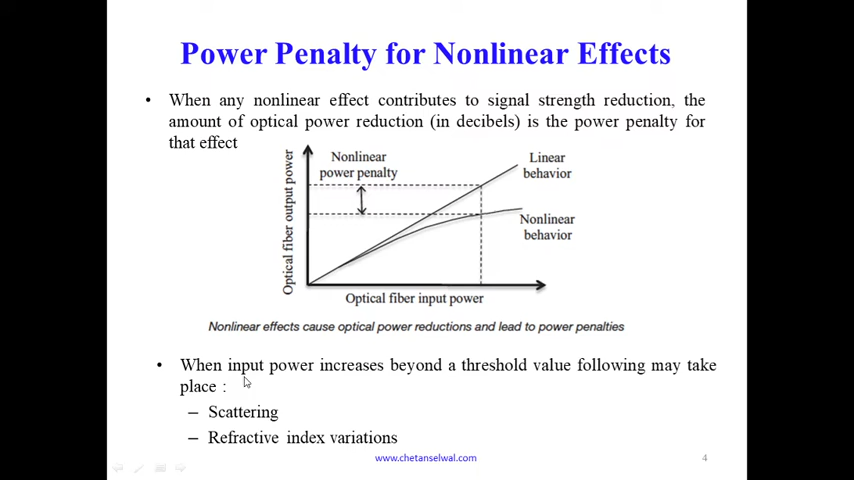 Power Penalty for Nonlinear Effects
• When any nonlinear effect contributes to signal strength reduction, the
amount of optical power reduction (in decibels) is the power penalty for
that effect
Optical fiber output power
Nonlinear
power penalty
Linear
behavior
Nonlinear
behavior
Optical fiber input power
Nonlinear effects cause optical power reductions and lead to power penalties
• When input power increases beyond a threshold value following may take
place :
– Scattering
– Refractive index variations
www.chetanselwal.com
4